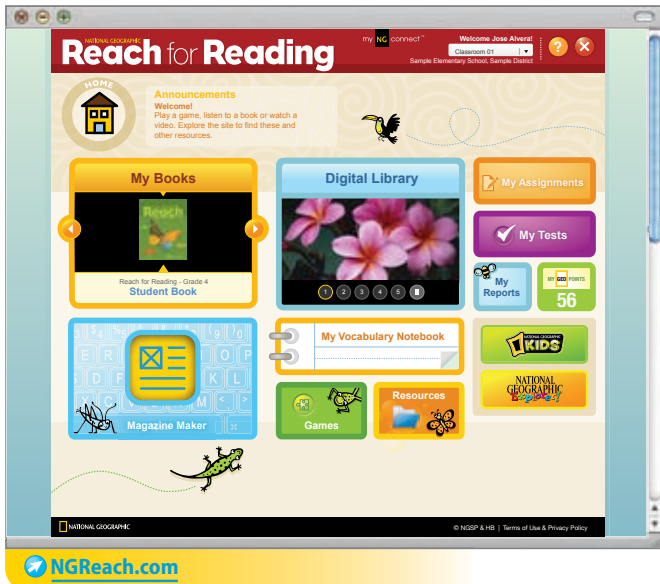 NATIONAL GEOGRAPHIC
Reach for Reading
my NG connect™
Welcome Jose Alvera!
Classroom 01
Sample Elementary School, Sample District
?
HOME
Announcements
Welcome!
Play a game, listen to a book or watch a
video. Explore the site to find these and
other resources.
My Books
Reach
Reach for Reading - Grade 4
Student Book
Digital Library
1 2 3 4 5
My Assignments
My Tests
My
Reports
MY GEO POINTS
56
Magazine Maker
My Vocabulary Notebook
Games
Resources
NATIONAL GEOGRAPHIC
KIDS
NATIONAL
GEOGRAPHIC
Explorer!
NATIONAL GEOGRAPHIC
© NGSP & HB | Terms of Use & Privacy Policy
NGReach.com